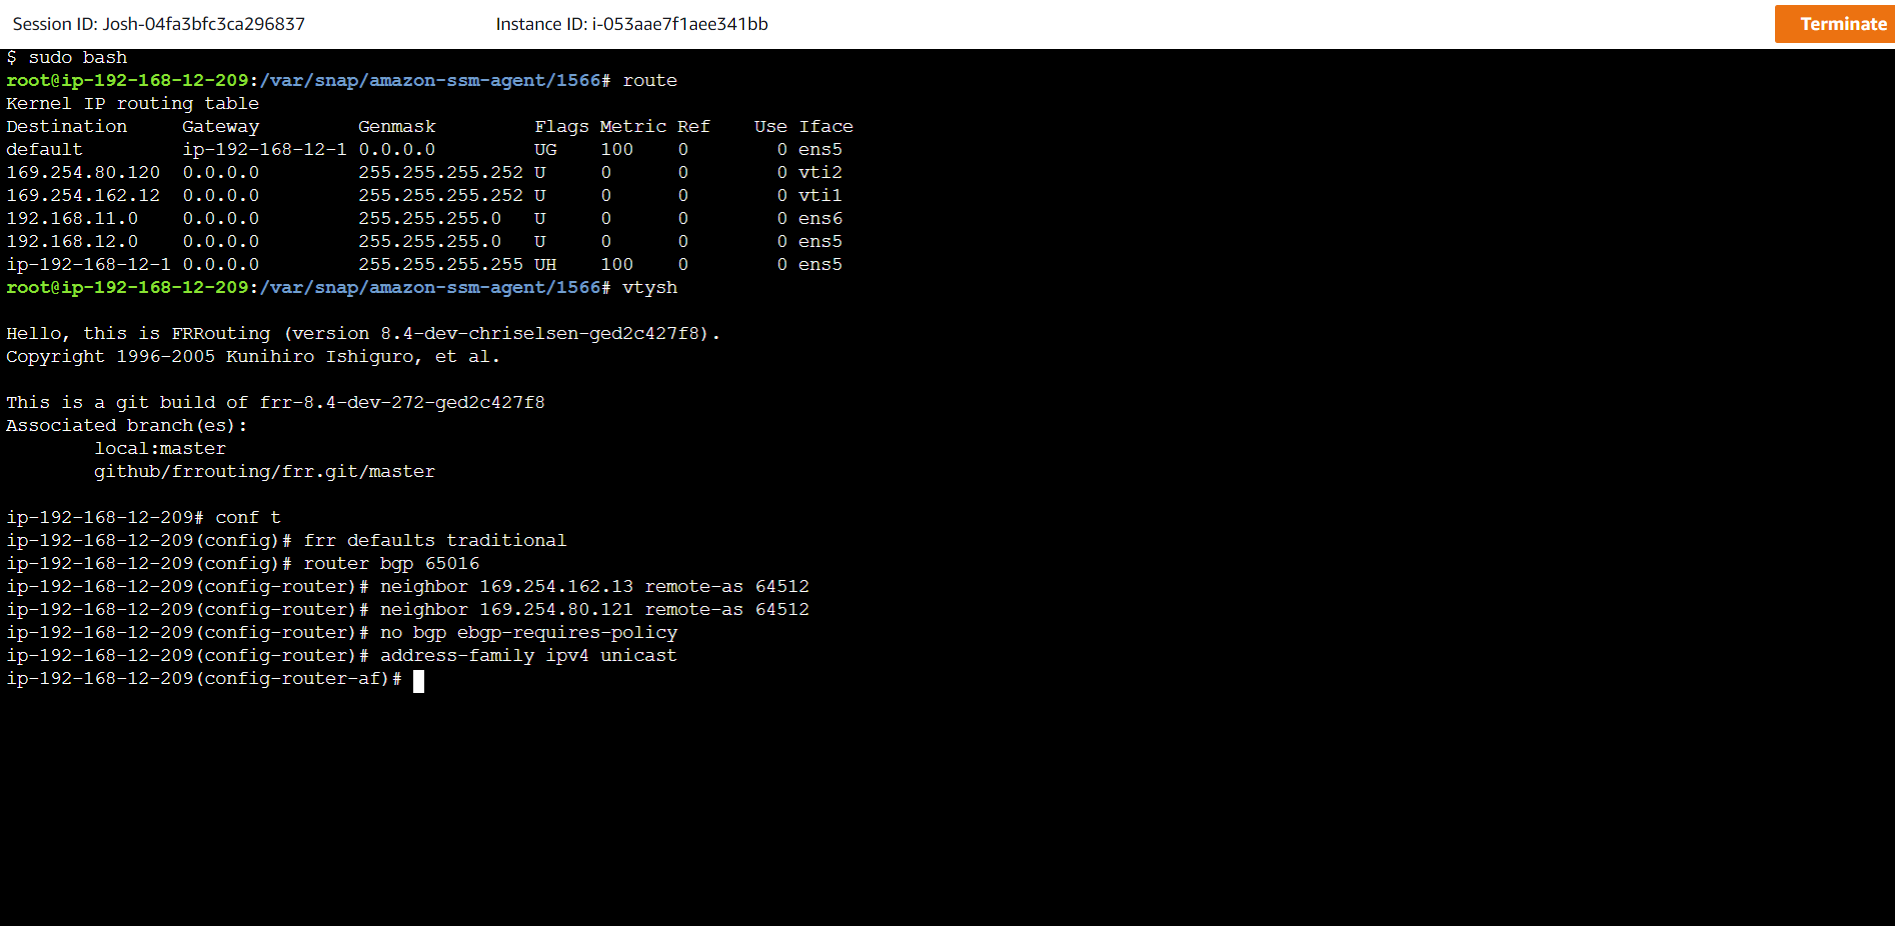 Session ID: Josh-04fa3bfc3ca296837 Instance ID: i-053aae7f1aee341bb Terminate
$ sudo bash
root@ip-192-168-12-209:/var/snap/amazon-ssm-agent/1566# route
Kernel IP routing table
Destination     Gateway         Genmask         Flags Metric Ref    Use Iface
default         ip-192-168-12-1 0.0.0.0         UG    100    0        0 ens5
169.254.80.120  0.0.0.0         255.255.255.252 U     0      0        0 vti2
169.254.162.12  0.0.0.0         255.255.255.252 U     0      0        0 vti1
192.168.11.0    0.0.0.0         255.255.255.0   U     0      0        0 ens6
192.168.12.0    0.0.0.0         255.255.255.0   U     0      0        0 ens5
ip-192-168-12-1 0.0.0.0         255.255.255.255 UH    100    0        0 ens5
root@ip-192-168-12-209:/var/snap/amazon-ssm-agent/1566# vtysh
Hello, this is FRRouting (version 8.4-dev-chriselsen-ged2c427f8).
Copyright 1996-2005 Kunihiro Ishiguro, et al.
This is a git build of frr-8.4-dev-272-ged2c427f8
Associated branch(es):
        local:master
        github/frrouting/frr.git/master
ip-192-168-12-209# conf t
ip-192-168-12-209(config)# frr defaults traditional
ip-192-168-12-209(config)# router bgp 65016
ip-192-168-12-209(config-router)# neighbor 169.254.162.13 remote-as 64512
ip-192-168-12-209(config-router)# neighbor 169.254.80.121 remote-as 64512
ip-192-168-12-209(config-router)# no bgp ebgp-requires-policy
ip-192-168-12-209(config-router)# address-family ipv4 unicast
ip-192-168-12-209(config-router-af)#